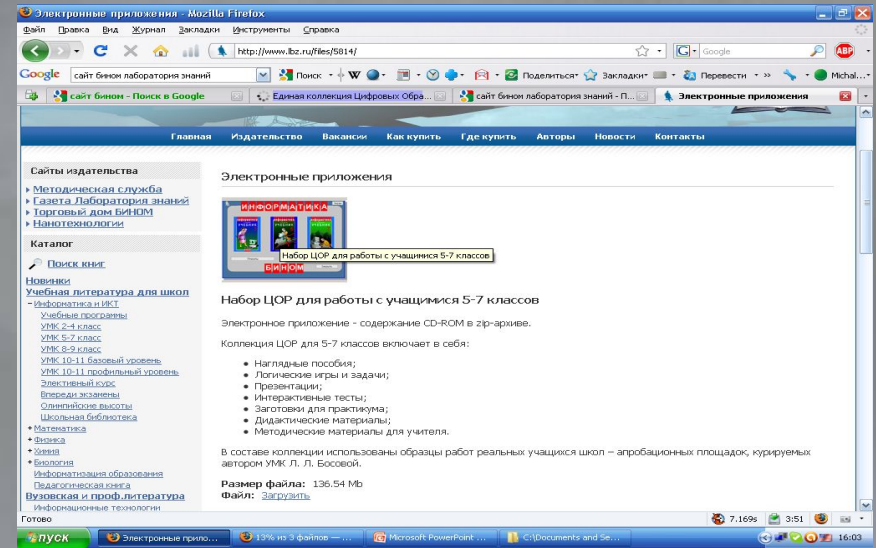 Электронные приложения - Mozilla Firefox
Файл Правка Вид Журнал Закладки Инструменты Справка
http://www.lbz.ru/files/5814/
Google
ABP
Google сайт бином лаборатория знаний Поиск Поделиться Закладки Перевести Michal...
сайт бином - Поиск в Google
Единая коллекция Цифровых Обра...
сайт бином лаборатория знаний - П...
Электронные приложения
Главная Издательство Вакансии Как купить Где купить Авторы Новости Контакты
Сайты издательства
Методическая служба
Газета Лаборатория знаний
Торговый дом БИНОМ
Нанотехнологии
Каталог
Поиск книг
Новинки
Учебная литература для школ
Информатика и ИКТ
Учебные программы
УМК 2-4 класс
УМК 5-7 класс
УМК 8-9 класс
УМК 10-11 базовый уровень
УМК 10-11 профильный уровень
Элективный курс
Впереди экзамены
Олимпийские высоты
Школьная библиотека
Математика
Физика
Химия
Биология
Информатизация образования
Педагогическая книга
Вузовская и проф.литература
Информационные технологии
Электронные приложения
ИНФОРМАТИКА
Набор ЦОР для работы с учащимися 5-7 классов
БИНОМ
Набор ЦОР для работы с учащимися 5-7 классов
Электронное приложение - содержание CD-ROM в zip-архиве.
Коллекция ЦОР для 5-7 классов включает в себя:
Наглядные пособия;
Логические игры и задачи;
Презентации;
Интерактивные тесты;
Заготовки для практикума;
Дидактические материалы;
Методические материалы для учителя.
В составе коллекции использованы образцы работ реальных учащихся школ – апробационных площадок, курируемых
автором УМК Л. Л. Босовой.
Размер файла: 136.54 Mb
Файл: Загрузить
Готово
7.169s 3:51
пуск
Электронные прило...
13% из 3 файлов — ...
Microsoft PowerPoint ...
C:\Documents and Se...
16:03